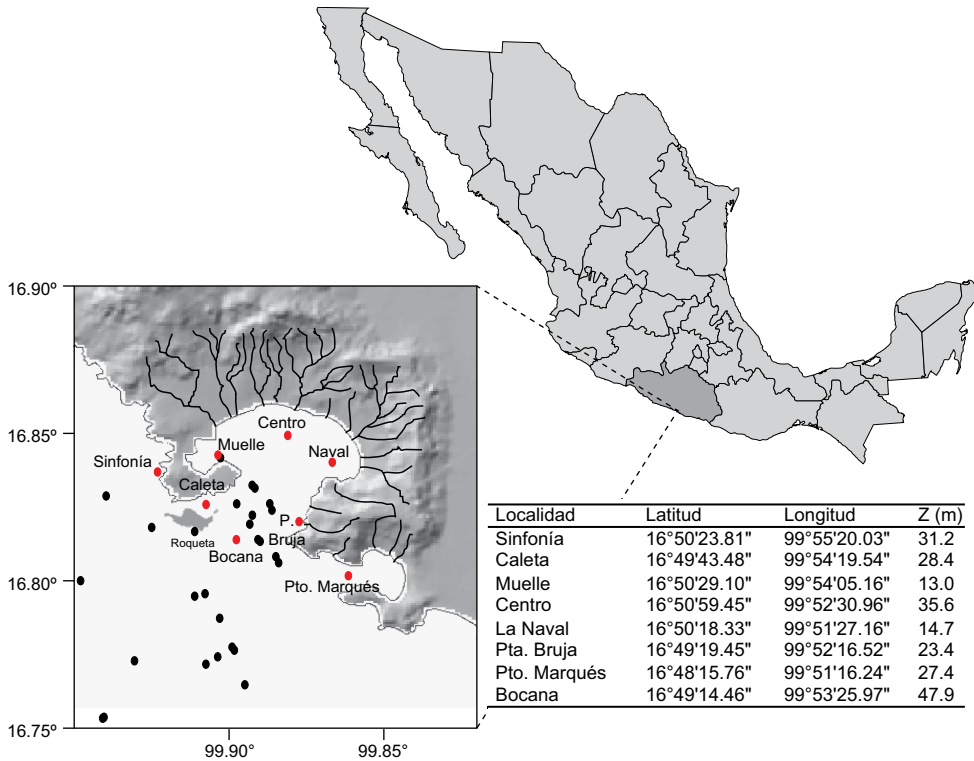 16.90º
16.85º
16.80º
16.75º
99.90°
99.85°
Centro
Muelle
Naval
Sinfonía
Caleta
P.
Bruja
Roqueta
Bocana
Pto. Marqués
Localidad Latitud Longitud Z (m)
Sinfonía 16°50'23.81" 99°55'20.03" 31.2
Caleta 16°49'43.48" 99°54'19.54" 28.4
Muelle 16°50'29.10" 99°54'05.16" 13.0
Centro 16°50'59.45" 99°52'30.96" 35.6
La Naval 16°50'18.33" 99°51'27.16" 14.7
Pta. Bruja 16°49'19.45" 99°52'16.52" 23.4
Pto. Marqués 16°48'15.76" 99°51'16.24" 27.4
Bocana 16°49'14.46" 99°53'25.97" 47.9